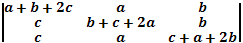 |a + b + 2c a b|
|c b + c + 2a b|
|c a c + a + 2b|